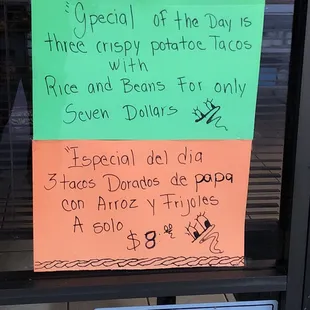 "Special of the Day is
three crispy potatoe Tacos
with
Rice and Beans For only
Seven Dollars
"Especial del dia
3 tacos Dorados de papa
con Arroz y Frijoles
A solo
$8